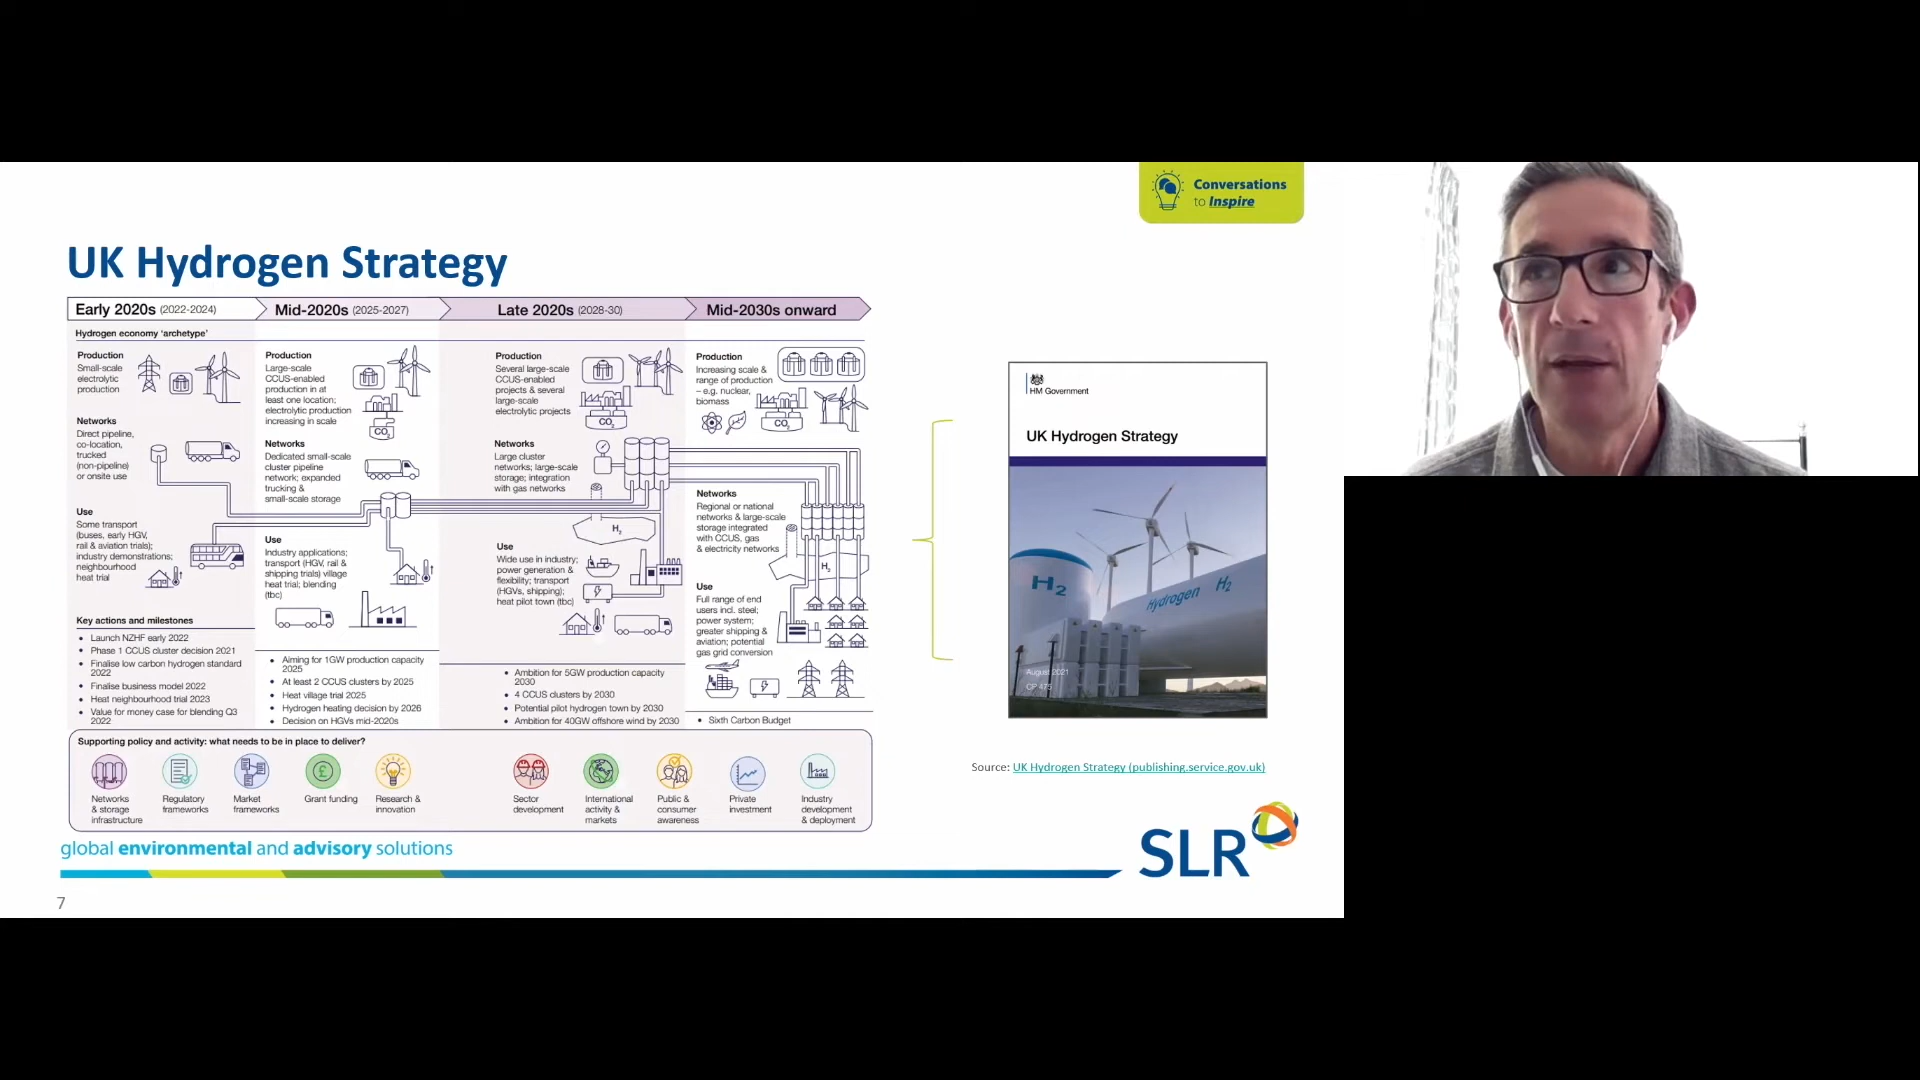 Conversations
to Inspire
UK Hydrogen Strategy
Early 2020s (2022-2024)
Mid-2020s (2025-2027)
Late 2020s (2028-30)
Mid-2030s onward
Hydrogen economy 'archetype'
Production
Small-scale
electrolytic
production
Networks
Direct pipeline,
co-location,
trucked
(non-pipeline)
or onsite use
Use
Some transport
(buses, early HGV,
rail & aviation trials);
industry demonstrations;
neighbourhood
heat trial
Key actions and milestones
• Launch NZHF early 2022
• Phase 1 CCUS cluster decision 2021
• Finalise low carbon hydrogen standard
2022
• Finalise business model 2022
• Heat neighbourhood trial 2023
• Value for money case for blending Q3
2022
Production
Large-scale
CCUS-enabled
production in at
least one location;
electrolytic production
increasing in scale
CO2
Networks
Dedicated small-scale
cluster pipeline
network; expanded
trucking &
small-scale storage
Use
Industry applications;
transport (HGV, rail &
shipping trials) village
heat trial; blending
(tbc)
• Aiming for 1GW production capacity
2025
• At least 2 CCUS clusters by 2025
• Heat village trial 2025
• Hydrogen heating decision by 2026
• Decision on HGVs mid-2020s
Production
Several large-scale
CCUS-enabled
projects & several
large-scale
electrolytic projects
CO2
Networks
Large cluster
networks; large-scale
storage; integration
with gas networks
H2
Use
Wide use in industry;
power generation &
flexibility; transport
(HGVs, shipping);
heat pilot town (tbc)
• Ambition for 5GW production capacity
2030
• 4 CCUS clusters by 2030
• Potential pilot hydrogen town by 2030
• Ambition for 40GW offshore wind by 2030
Production
Increasing scale &
range of production
– e.g. nuclear,
biomass
CO2
Networks
Regional or national
networks & large-scale
storage integrated
with CCUS, gas
& electricity networks
H2
Use
Full range of end
users incl. steel;
power system;
greater shipping &
aviation; potential
gas grid conversion
• Sixth Carbon Budget
Supporting policy and activity: what needs to be in place to deliver?
Networks
& storage
infrastructure
Regulatory
frameworks
Market
frameworks
£
Grant funding
Research &
innovation
Sector
development
International
activity &
markets
Public &
consumer
awareness
Private
investment
Industry
development
& deployment
HM Government
UK Hydrogen Strategy
H2
Hydrogen H2
August 2021
CP 475
Source: UK Hydrogen Strategy (publishing.service.gov.uk)
global environmental and advisory solutions
SLR
7